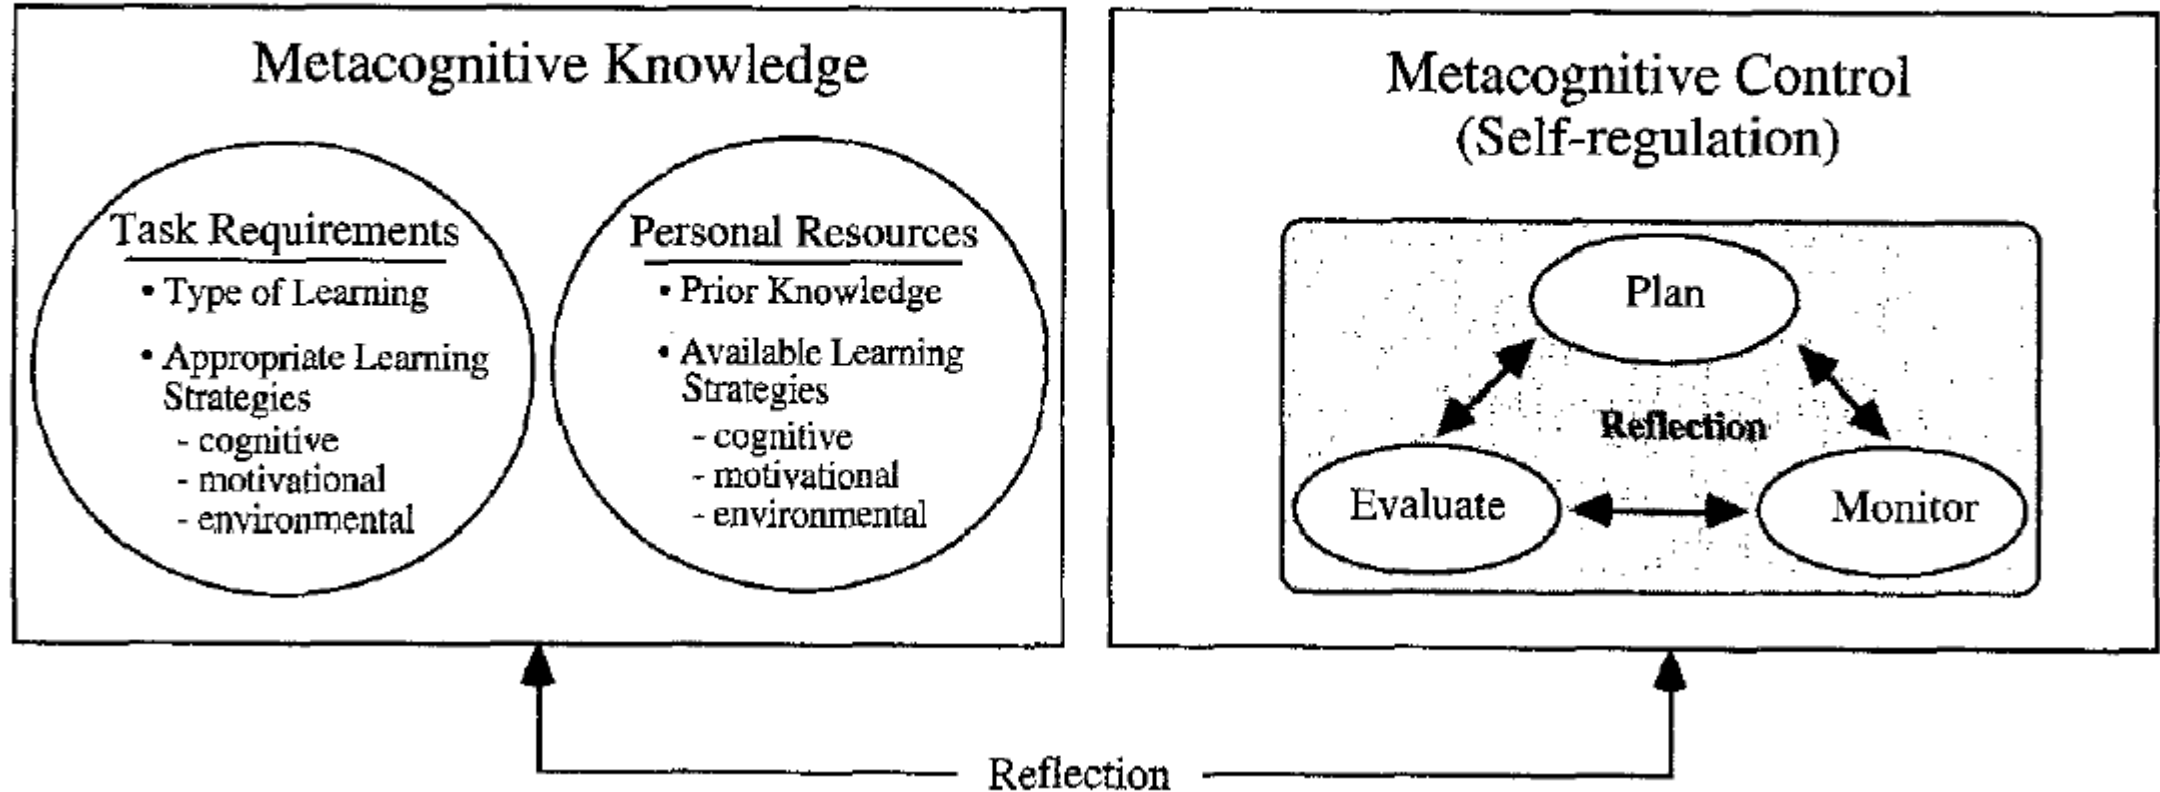 Metacognitive Knowledge
Task Requirements
• Type of Learning
• Appropriate Learning
Strategies
- cognitive
- motivational
- environmental
Personal Resources
• Prior Knowledge
• Available Learning
Strategies
- cognitive
- motivational
- environmental
Metacognitive Control
(Self-regulation)
Plan
Reflection
Evaluate
Monitor
Reflection